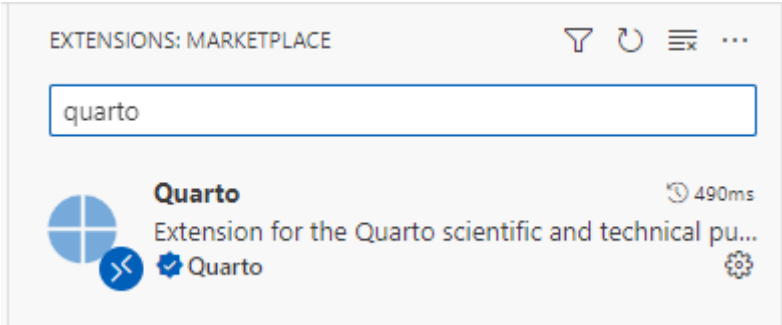 EXTENSIONS: MARKETPLACE
quarto
Quarto 490ms
Extension for the Quarto scientific and technical pu...
Quarto